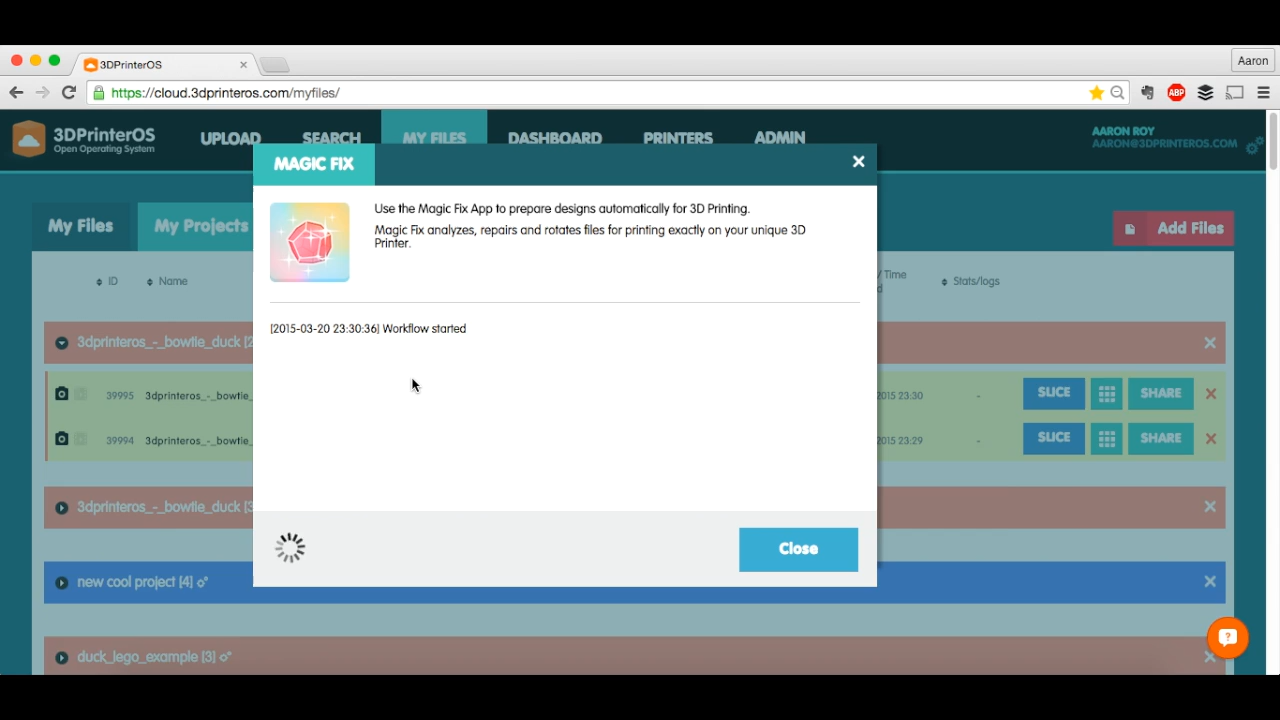 3DPrinterOS
Aaron
https://cloud.3dprinteros.com/myfiles/
ABP
3DPrinterOS
Open Operating System
UPLOAD SEARCH MY FILES DASHBOARD PRINTERS ADMIN
AARON ROY
AARON@3DPRINTEROS.COM
MAGIC FIX
Use the Magic Fix App to prepare designs automatically for 3D Printing.
Magic Fix analyzes, repairs and rotates files for printing exactly on your unique 3D
Printer.
My Files My Projects
Add Files
ID Name
/ Time
d
Stats/logs
[2015-03-20 23:30:36] Workflow started
3dprinteros_-_bowtie_duck [2
39995 3dprinteros_-_bowtie_
2015 23:30 - SLICE SHARE
39994 3dprinteros_-_bowtie_
2015 23:29 - SLICE SHARE
3dprinteros_-_bowtie_duck [3
Close
new cool project [4]
duck_lego_example [3]